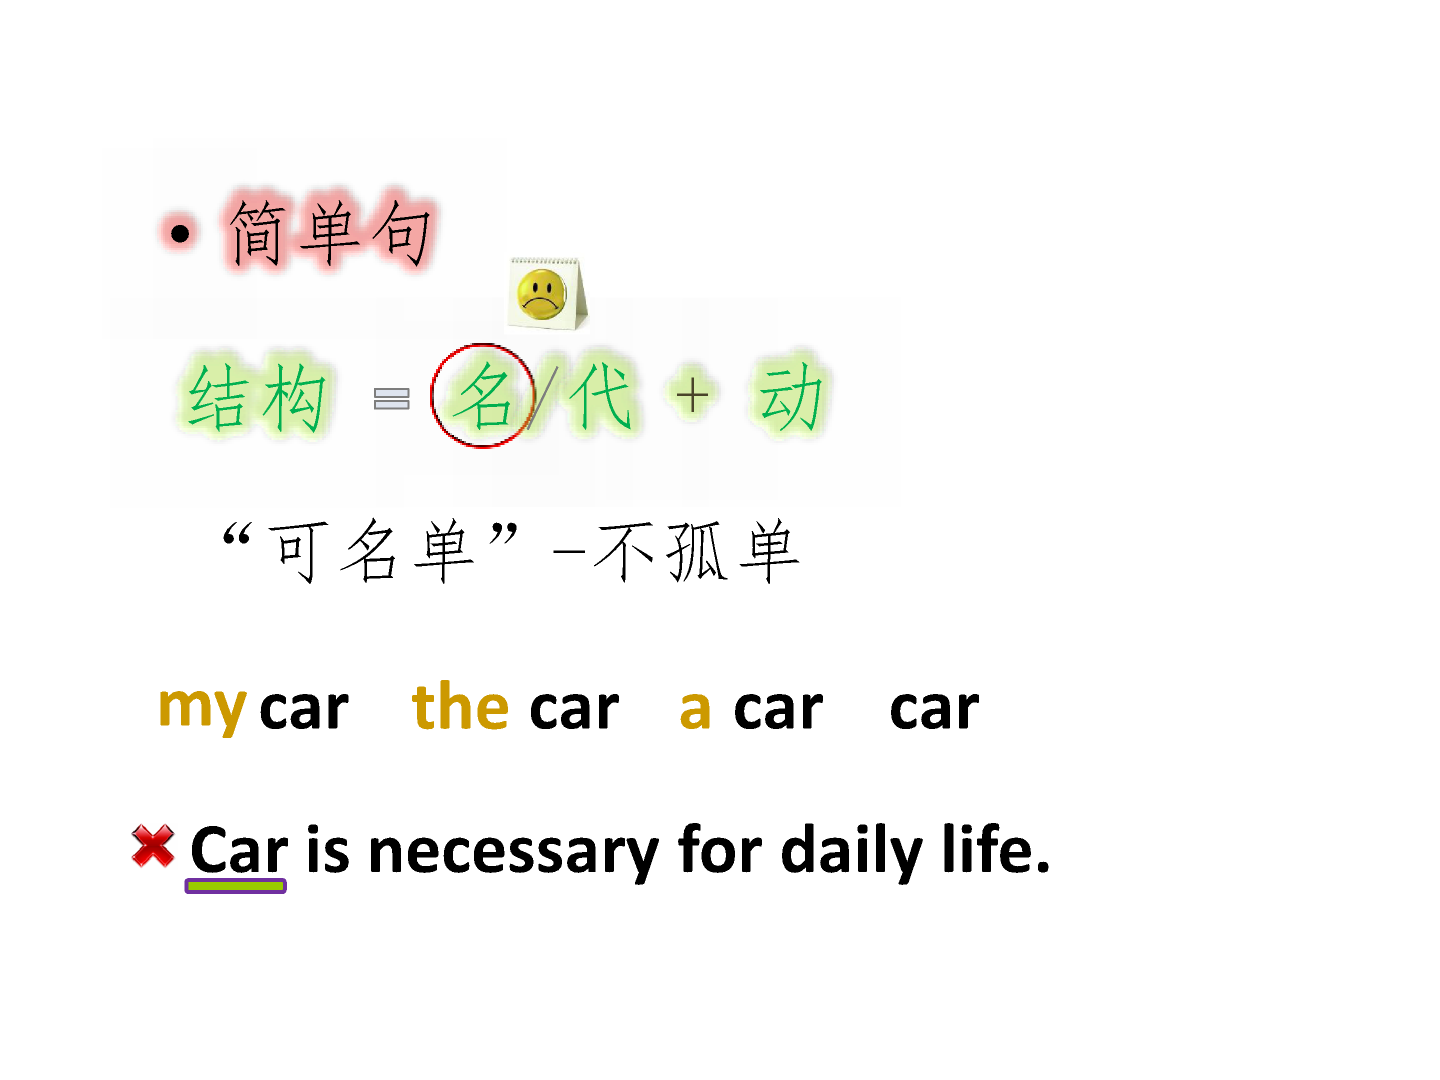 • 简单句
结构 = 名/代 + 动
“可名单”-不孤单
my car the car a car car
Car is necessary for daily life.